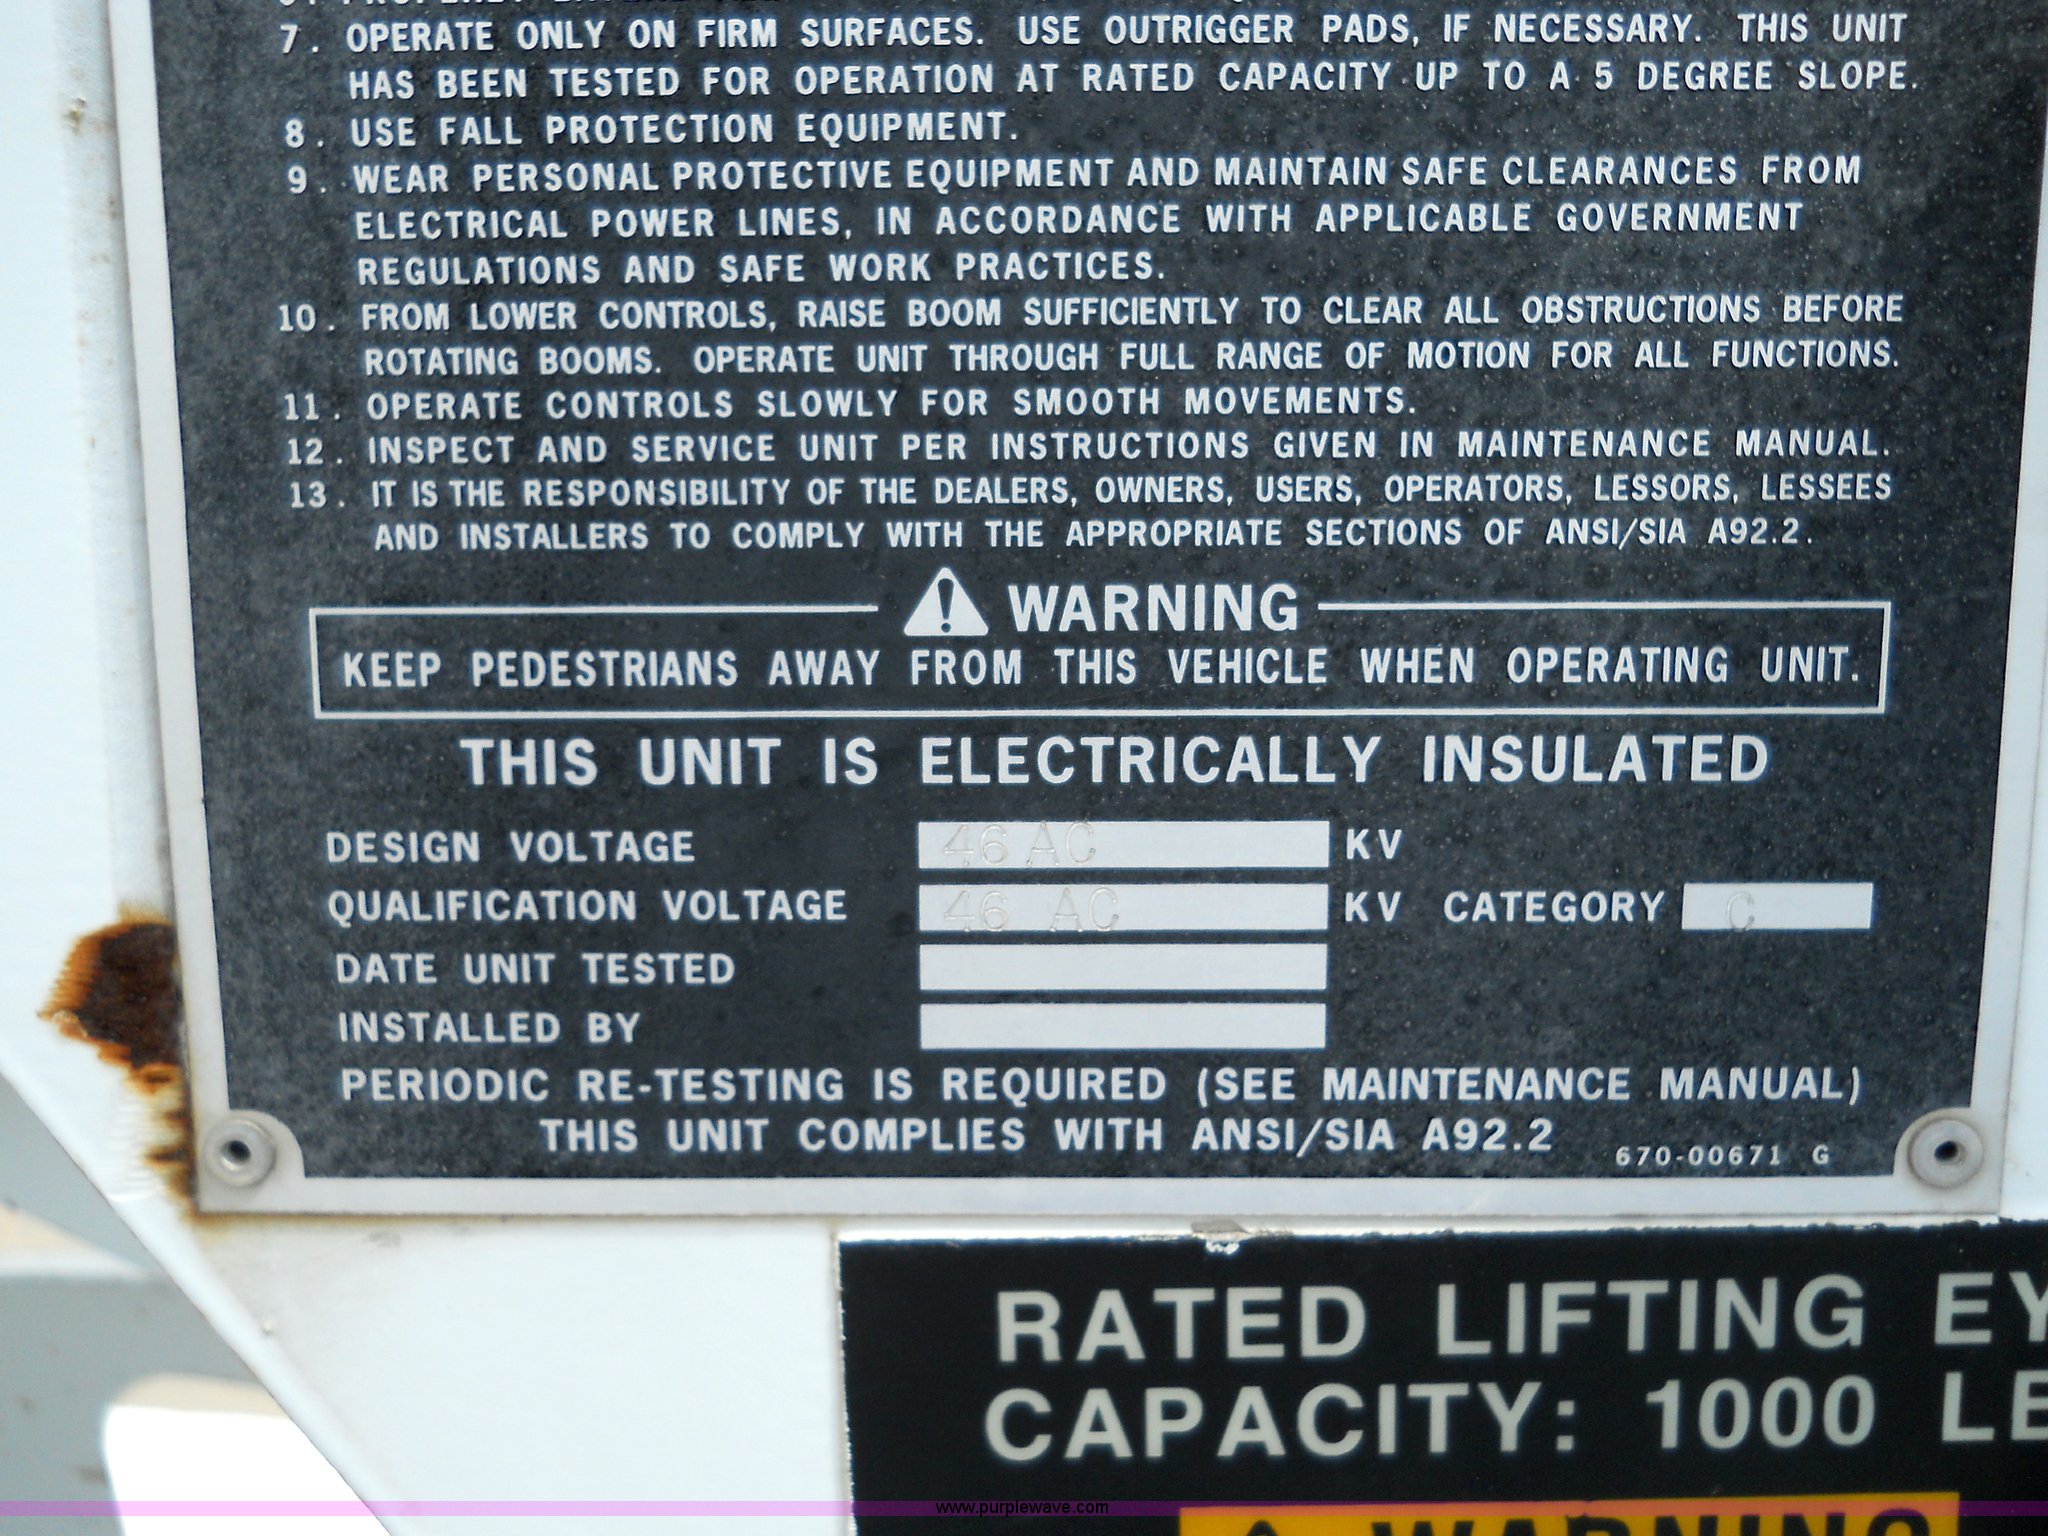 7. OPERATE ONLY ON FIRM SURFACES. USE OUTRIGGER PADS, IF NECESSARY. THIS UNIT
HAS BEEN TESTED FOR OPERATION AT RATED CAPACITY UP TO A 5 DEGREE SLOPE.
8. USE FALL PROTECTION EQUIPMENT.
9. WEAR PERSONAL PROTECTIVE EQUIPMENT AND MAINTAIN SAFE CLEARANCES FROM
ELECTRICAL POWER LINES, IN ACCORDANCE WITH APPLICABLE GOVERNMENT
REGULATIONS AND SAFE WORK PRACTICES.
10. FROM LOWER CONTROLS, RAISE BOOM SUFFICIENTLY TO CLEAR ALL OBSTRUCTIONS BEFORE
ROTATING BOOMS. OPERATE UNIT THROUGH FULL RANGE OF MOTION FOR ALL FUNCTIONS.
11. OPERATE CONTROLS SLOWLY FOR SMOOTH MOVEMENTS.
12. INSPECT AND SERVICE UNIT PER INSTRUCTIONS GIVEN IN MAINTENANCE MANUAL.
13. IT IS THE RESPONSIBILITY OF THE DEALERS, OWNERS, USERS, OPERATORS, LESSORS, LESSEES
AND INSTALLERS TO COMPLY WITH THE APPROPRIATE SECTIONS OF ANSI/SIA A92.2.
WARNING
KEEP PEDESTRIANS AWAY FROM THIS VEHICLE WHEN OPERATING UNIT.
THIS UNIT IS ELECTRICALLY INSULATED
DESIGN VOLTAGE 46 AC KV
QUALIFICATION VOLTAGE 46 AC KV CATEGORY C
DATE UNIT TESTED
INSTALLED BY
PERIODIC RE-TESTING IS REQUIRED (SEE MAINTENANCE MANUAL)
THIS UNIT COMPLIES WITH ANSI/SIA A92.2 670-00671 G
RATED LIFTING EY
CAPACITY: 1000 LB
www.purplewave.com
WARNING